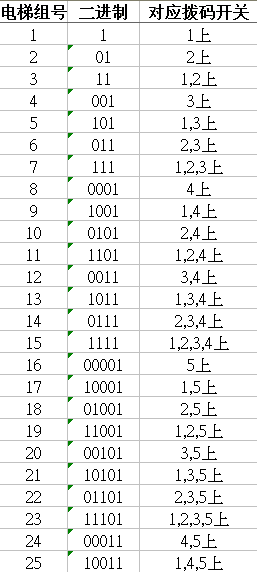 电梯组号 二进制 对应拨码开关
1 1 1上
2 01 2上
3 11 1,2上
4 001 3上
5 101 1,3上
6 011 2,3上
7 111 1,2,3上
8 0001 4上
9 1001 1,4上
10 0101 2,4上
11 1101 1,2,4上
12 0011 3,4上
13 1011 1,3,4上
14 0111 2,3,4上
15 1111 1,2,3,4上
16 00001 5上
17 10001 1,5上
18 01001 2,5上
19 11001 1,2,5上
20 00101 3,5上
21 10101 1,3,5上
22 01101 2,3,5上
23 11101 1,2,3,5上
24 00011 4,5上
25 10011 1,4,5上